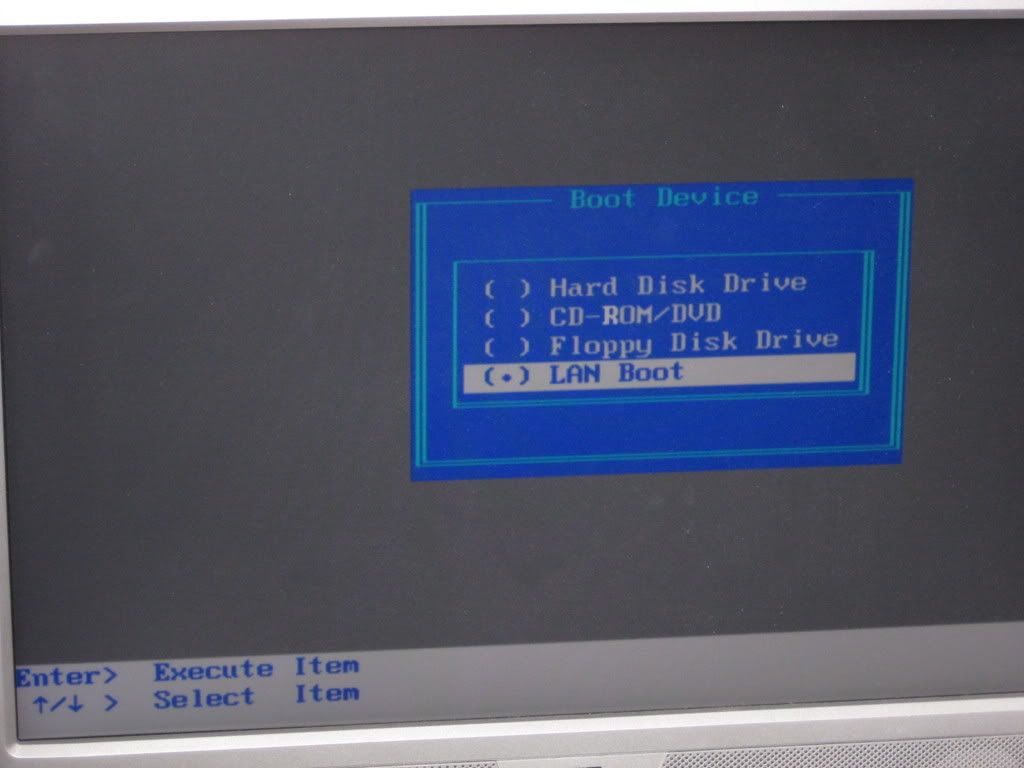 Boot Device
( ) Hard Disk Drive
( ) CD-ROM/DVD
( ) Floppy Disk Drive
(•) LAN Boot
Enter> Execute Item
↑/↓ > Select Item